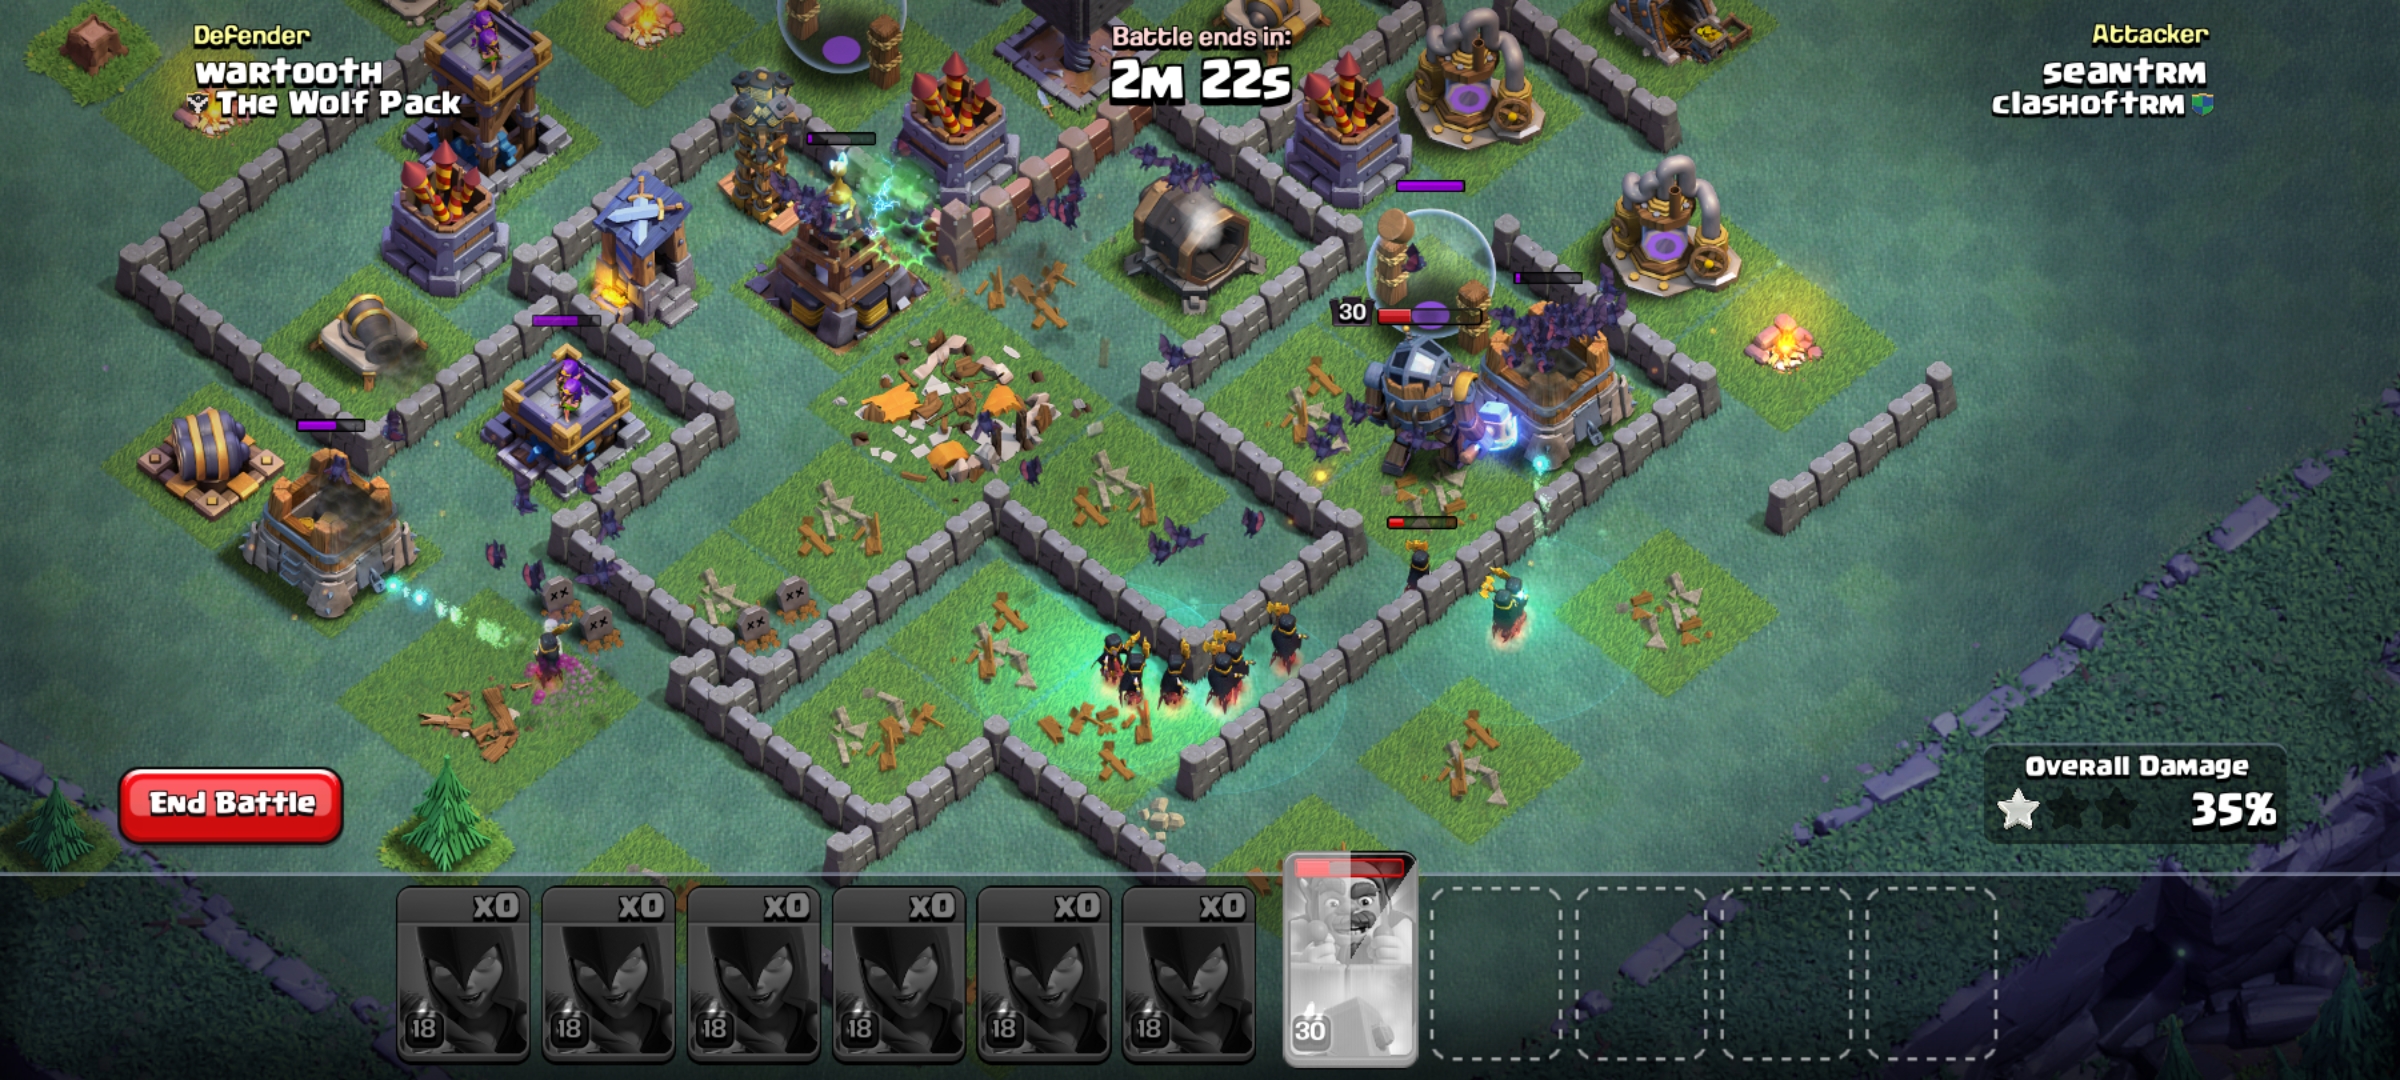 Defender
wartooth
The Wolf Pack
Battle ends in:
2M 22s
Attacker
seantrm
clashoftrm
30
End Battle
Overall Damage
35%
x0
x0
x0
x0
x0
x0
18
18
18
18
18
18
30